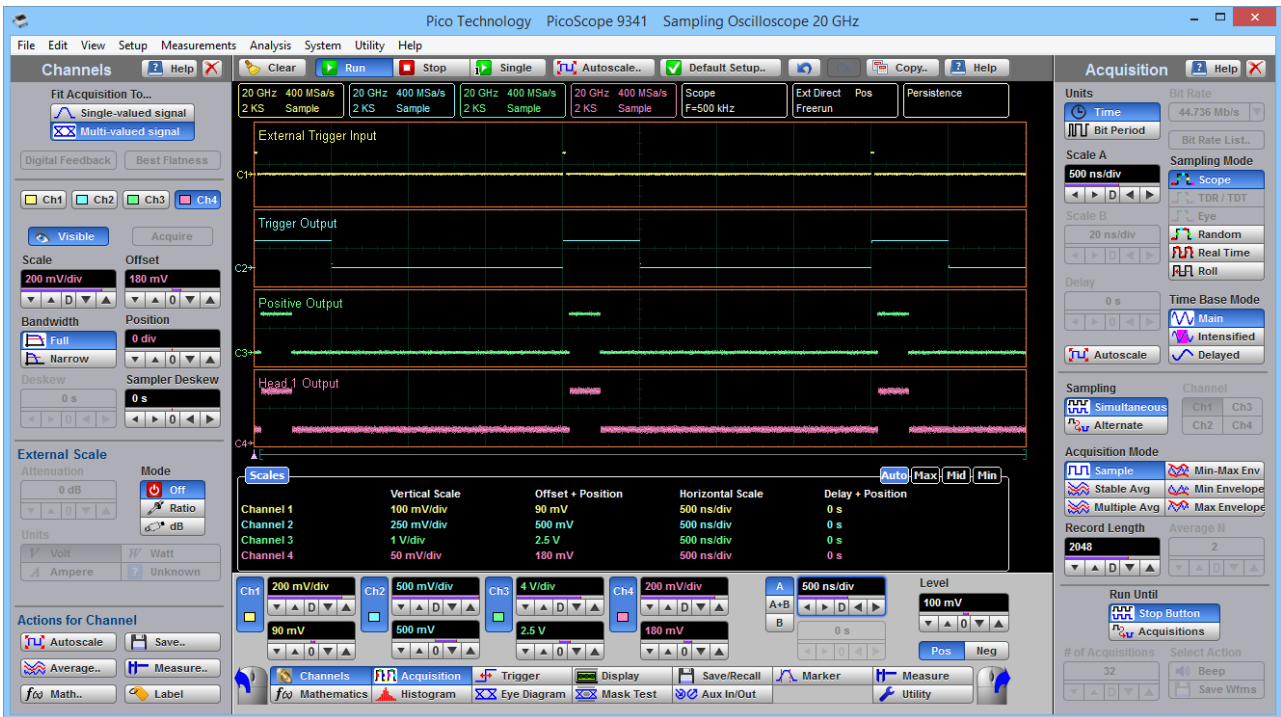 Pico Technology PicoScope 9341 Sampling Oscilloscope 20 GHz
File Edit View Setup Measurements Analysis System Utility Help
Channels Help
Clear Run Stop Single Autoscale.. Default Setup.. Copy.. Help
Acquisition Help
Fit Acquisition To...
Single-valued signal
Multi-valued signal
Digital Feedback Best Flatness
Ch1 Ch2 Ch3 Ch4
Visible Acquire
Scale Offset
200 mV/div 180 mV
D 0
Bandwidth Position
Full 0 div
Narrow 0
Deskew Sampler Deskew
0 s 0 s
0 0
External Scale
Attenuation Mode
0 dB Off
0 Ratio
dB
Units
V Volt W Watt
A Ampere ? Unknown
Actions for Channel
Autoscale Save..
Average.. Measure..
f(x) Math.. Label
20 GHz 400 MSa/s 20 GHz 400 MSa/s 20 GHz 400 MSa/s 20 GHz 400 MSa/s Scope Ext Direct Pos Persistence
2 KS Sample 2 KS Sample 2 KS Sample 2 KS Sample F=500 kHz Freerun
External Trigger Input
C1
Trigger Output
C2
Positive Output
C3
Head 1 Output
C4
Scales Auto Max Mid Min
Vertical Scale Offset + Position Horizontal Scale Delay + Position
Channel 1 100 mV/div 90 mV 500 ns/div 0 s
Channel 2 250 mV/div 500 mV 500 ns/div 0 s
Channel 3 1 V/div 2.5 V 500 ns/div 0 s
Channel 4 50 mV/div 180 mV 500 ns/div 0 s
Ch1 200 mV/div Ch2 500 mV/div Ch3 4 V/div Ch4 200 mV/div A 500 ns/div Level
D D D D A+B D 100 mV
90 mV 500 mV 2.5 V 180 mV B 0 s 0
0 0 0 0 0 Pos Neg
Channels Acquisition Trigger Display Save/Recall Marker Measure
f(x) Mathematics Histogram Eye Diagram Mask Test Aux In/Out Utility
Units Bit Rate
Time 44.736 Mb/s
Bit Period Bit Rate List..
Scale A Sampling Mode
500 ns/div Scope
D TDR / TDT
Scale B Eye
20 ns/div Random
D Real Time
Roll
Delay
0 s Time Base Mode
0 Main
Intensified
Autoscale Delayed
Sampling Channel
Simultaneous Ch1 Ch3
Alternate Ch2 Ch4
Acquisition Mode
Sample Min-Max Env
Stable Avg Min Envelope
Multiple Avg Max Envelope
Record Length Average N
2048 2
D D
Run Until
Stop Button
Acquisitions
# of Acquisitions Select Action
32 Beep
D Save Wfms